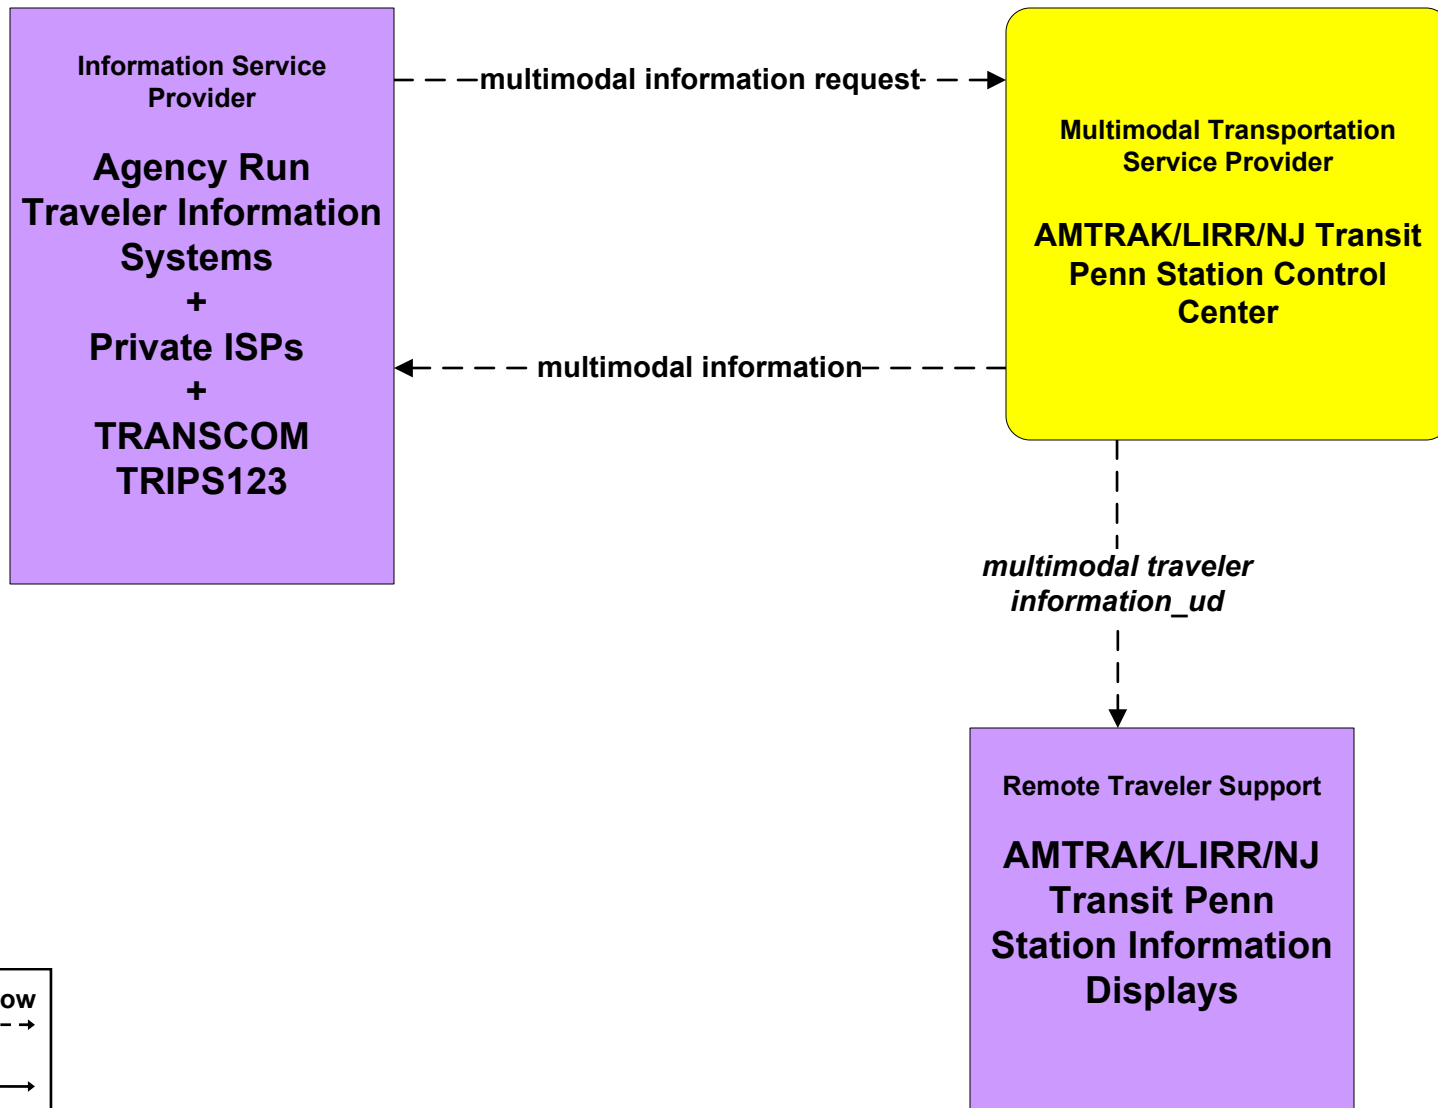 Information Service
Provider
Agency Run
Traveler Information
Systems
+
Private ISPs
+
TRANSCOM
TRIPS123
multimodal information request
Multimodal Transportation
Service Provider
AMTRAK/LIRR/NJ Transit
Penn Station Control
Center
multimodal information
multimodal traveler
information_ud
Remote Traveler Support
AMTRAK/LIRR/NJ
Transit Penn
Station Information
Displays